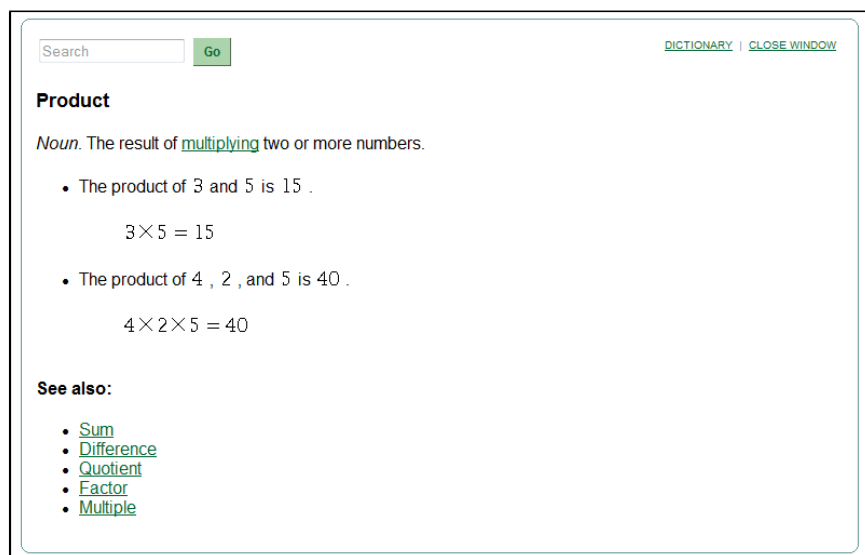 Search Go DICTIONARY | CLOSE WINDOW
Product
Noun. The result of multiplying two or more numbers.
• The product of 3 and 5 is 15 .
3×5 = 15
• The product of 4 , 2 , and 5 is 40 .
4×2×5 = 40
See also:
• Sum
• Difference
• Quotient
• Factor
• Multiple